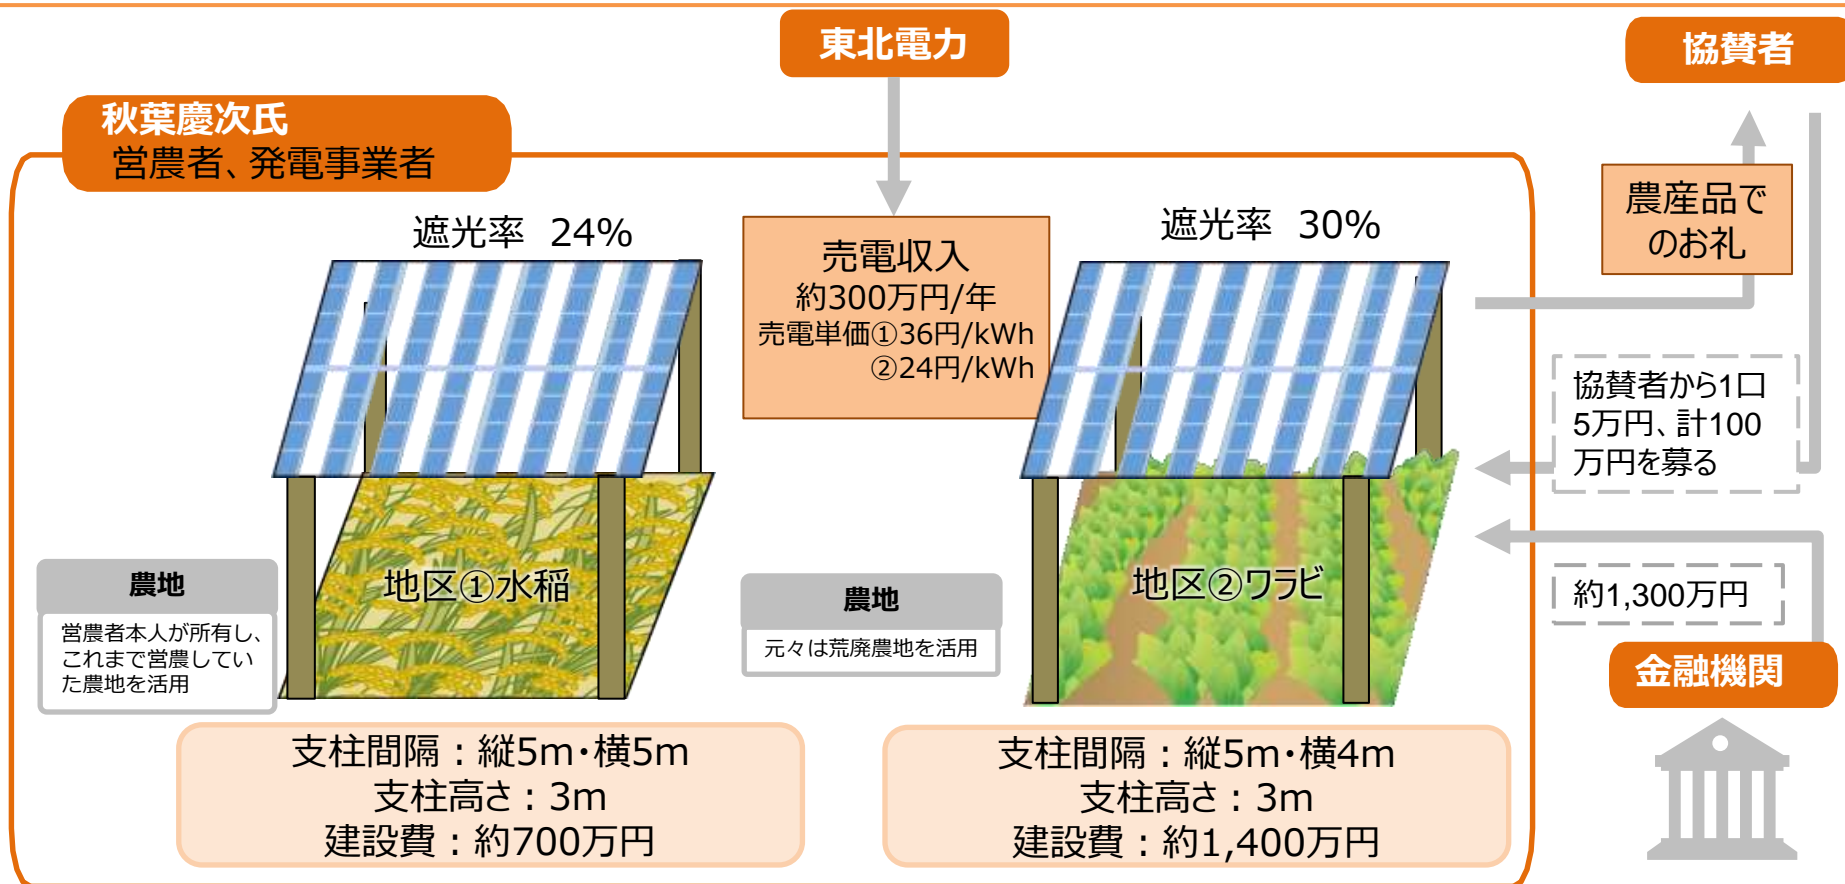 東北電力
協賛者
秋葉慶次氏
営農者、発電事業者
遮光率 24%
売電収入
約300万円/年
売電単価①36円/kWh
②24円/kWh
遮光率 30%
農産品で
のお礼
協賛者から1口
5万円、計100
万円を募る
農地
営農者本人が所有し、
これまで営農してい
た農地を活用
地区①水稲
農地
元々は荒廃農地を活用
地区②ワラビ
約1,300万円
金融機関
支柱間隔：縦5m・横5m
支柱高さ：3m
建設費：約700万円
支柱間隔：縦5m・横4m
支柱高さ：3m
建設費：約1,400万円